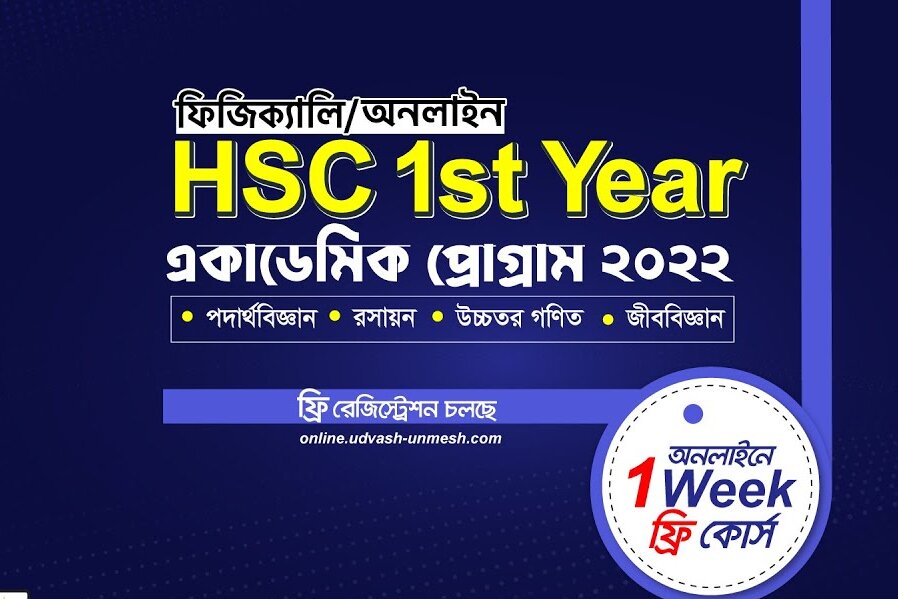 ফিজিক্যালি/অনলাইন
HSC 1st Year
একাডেমিক প্রোগ্রাম ২০২২
• পদার্থবিজ্ঞান • রসায়ন • উচ্চতর গণিত • জীববিজ্ঞান
ফ্রি রেজিস্ট্রেশন চলছে
online.udvash-unmesh.com
অনলাইনে
1 Week
ফ্রি কোর্স